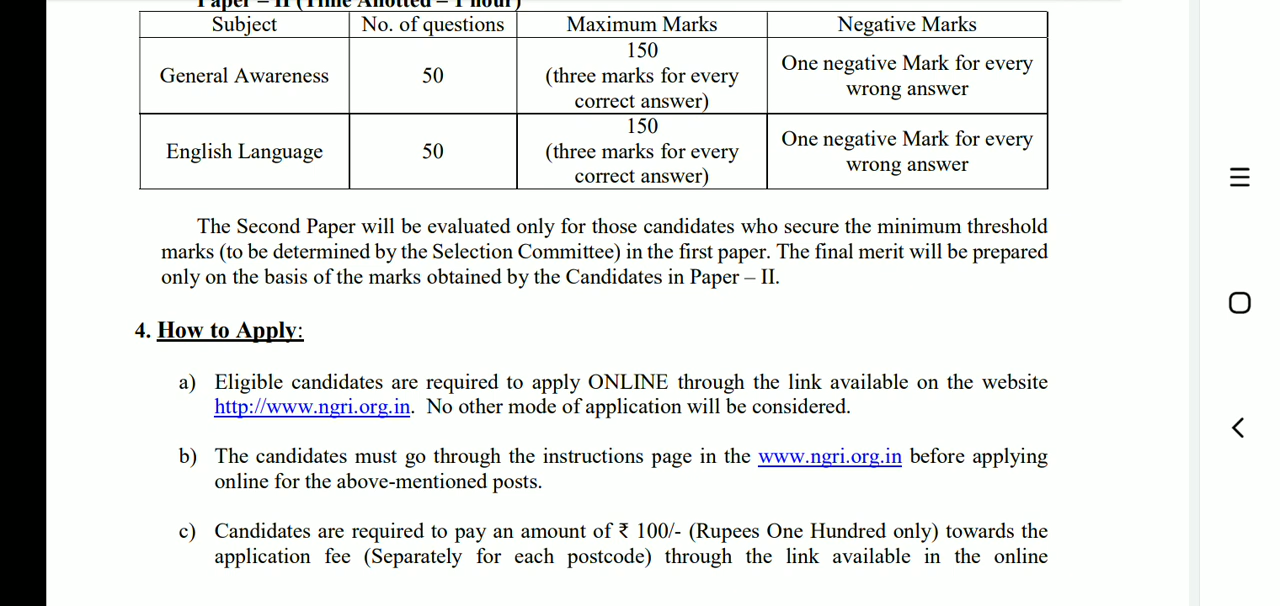 Paper – II (Time Allotted – 1 hour)
Subject No. of questions Maximum Marks Negative Marks
General Awareness 50 150 (three marks for every correct answer) One negative Mark for every wrong answer
English Language 50 150 (three marks for every correct answer) One negative Mark for every wrong answer
The Second Paper will be evaluated only for those candidates who secure the minimum threshold
marks (to be determined by the Selection Committee) in the first paper. The final merit will be prepared
only on the basis of the marks obtained by the Candidates in Paper – II.
4. How to Apply:
a) Eligible candidates are required to apply ONLINE through the link available on the website
http://www.ngri.org.in. No other mode of application will be considered.
b) The candidates must go through the instructions page in the www.ngri.org.in before applying
online for the above-mentioned posts.
c) Candidates are required to pay an amount of ₹ 100/- (Rupees One Hundred only) towards the
application fee (Separately for each postcode) through the link available in the online